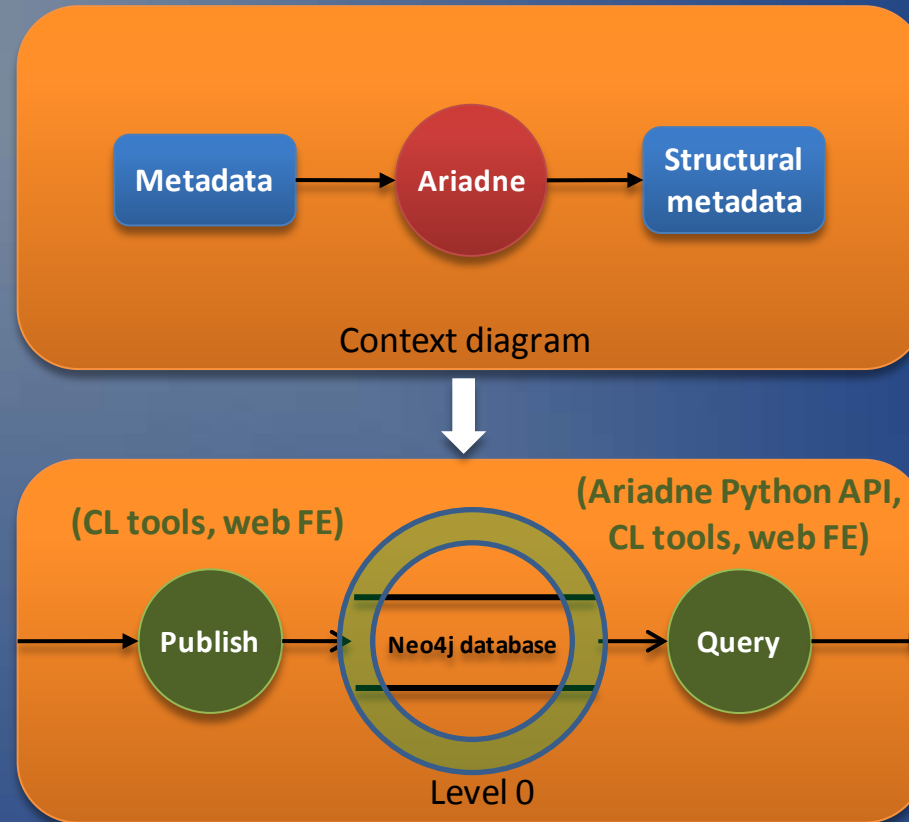 Metadata
Ariadne
Structural
metadata
Context diagram
(CL tools, web FE)
(Ariadne Python API,
CL tools, web FE)
Publish
Neo4j database
Query
Level 0